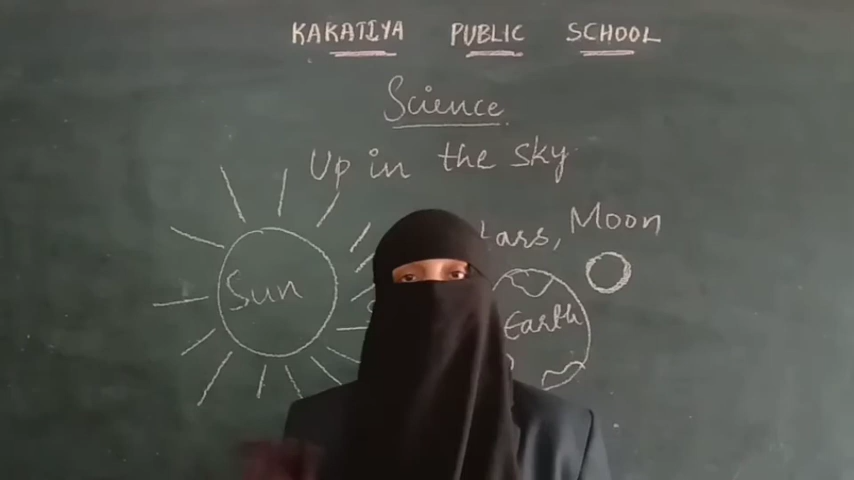 KAKATIYA PUBLIC SCHOOL
Science
Up in the sky
Moon
Sun
Earth